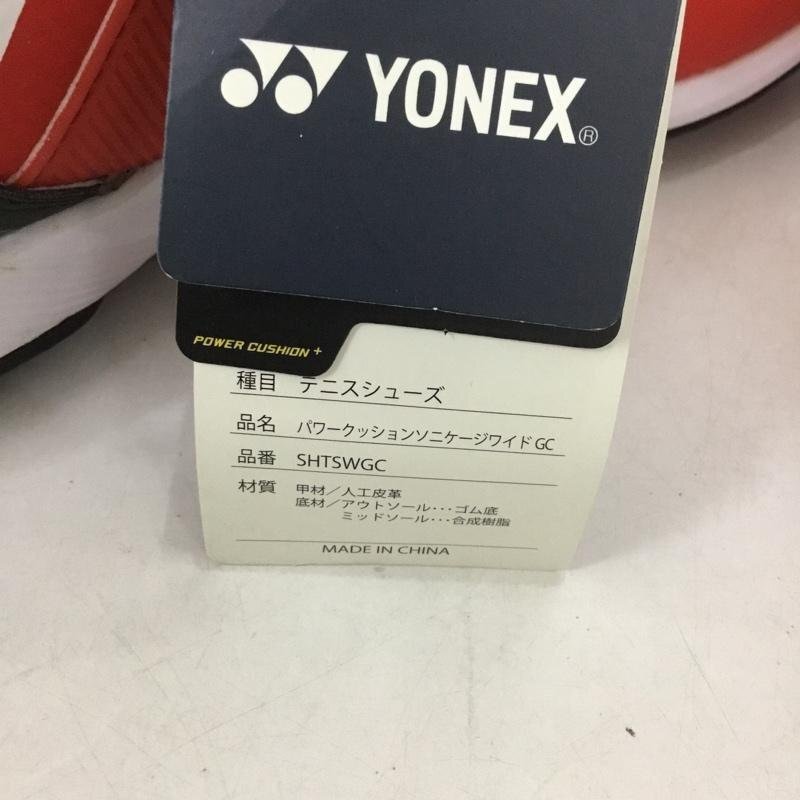 YONEX®
POWER CUSHION+
種目 テニスシューズ
品名 パワークッションソニケージワイド GC
品番 SHTSWGC
材質 甲材／人工皮革
底材／アウトソール･･･ゴム底
ミッドソール･･･合成樹脂
MADE IN CHINA